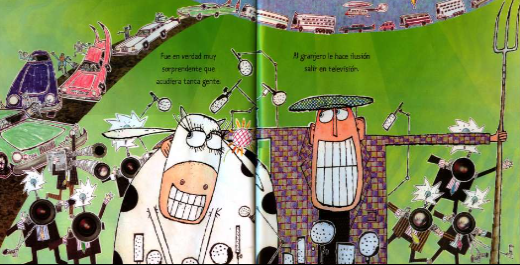 Fue en verdad muy
sorprendente que
acudiera tanta gente.
Al granjero le hace ilusión
salir en televisión.